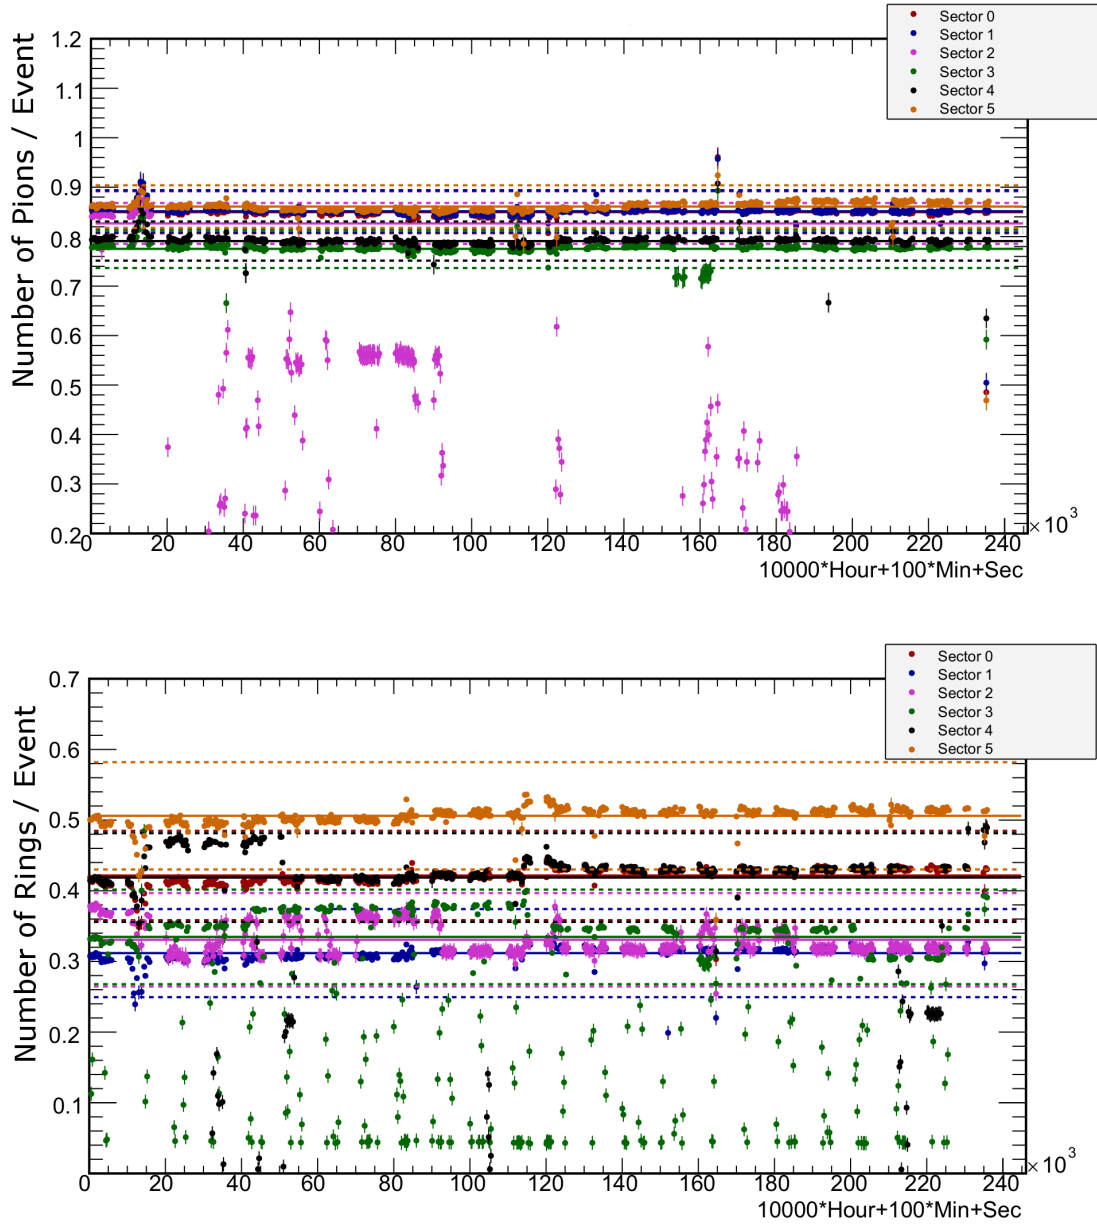 Sector 0
Sector 1
Sector 2
Sector 3
Sector 4
Sector 5
Number of Pions / Event
1.2
1.1
1
0.9
0.8
0.7
0.6
0.5
0.4
0.3
0.2
0 20 40 60 80 100 120 140 160 180 200 220 240
×10³
10000*Hour+100*Min+Sec
Sector 0
Sector 1
Sector 2
Sector 3
Sector 4
Sector 5
Number of Rings / Event
0.7
0.6
0.5
0.4
0.3
0.2
0.1
0 20 40 60 80 100 120 140 160 180 200 220 240
×10³
10000*Hour+100*Min+Sec